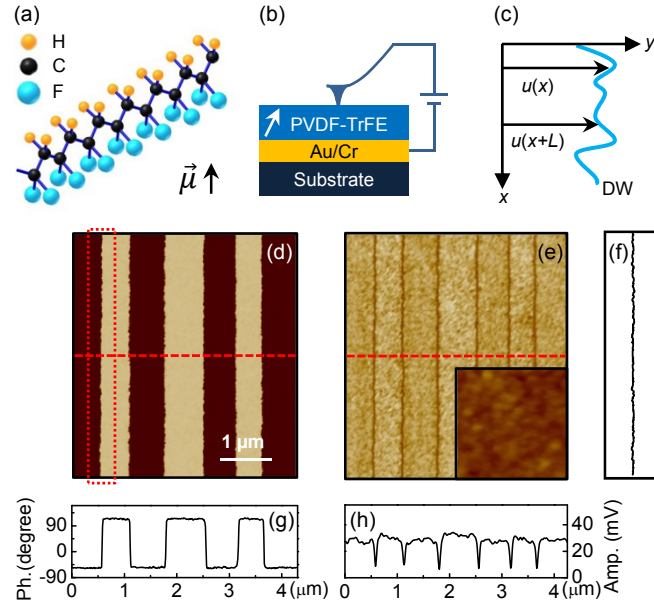 (a)
H
C
F
μ⃗
(b)
PVDF-TrFE
Au/Cr
Substrate
(c)
y
u(x)
u(x+L)
x
DW
(d)
1 μm
(e)
(f)
Ph.(degree)
90
0
-90
(g)
0 1 2 3 4 (μm)
(h)
0 1 2 3 4 (μm)
40
20
0
Amp. (mV)